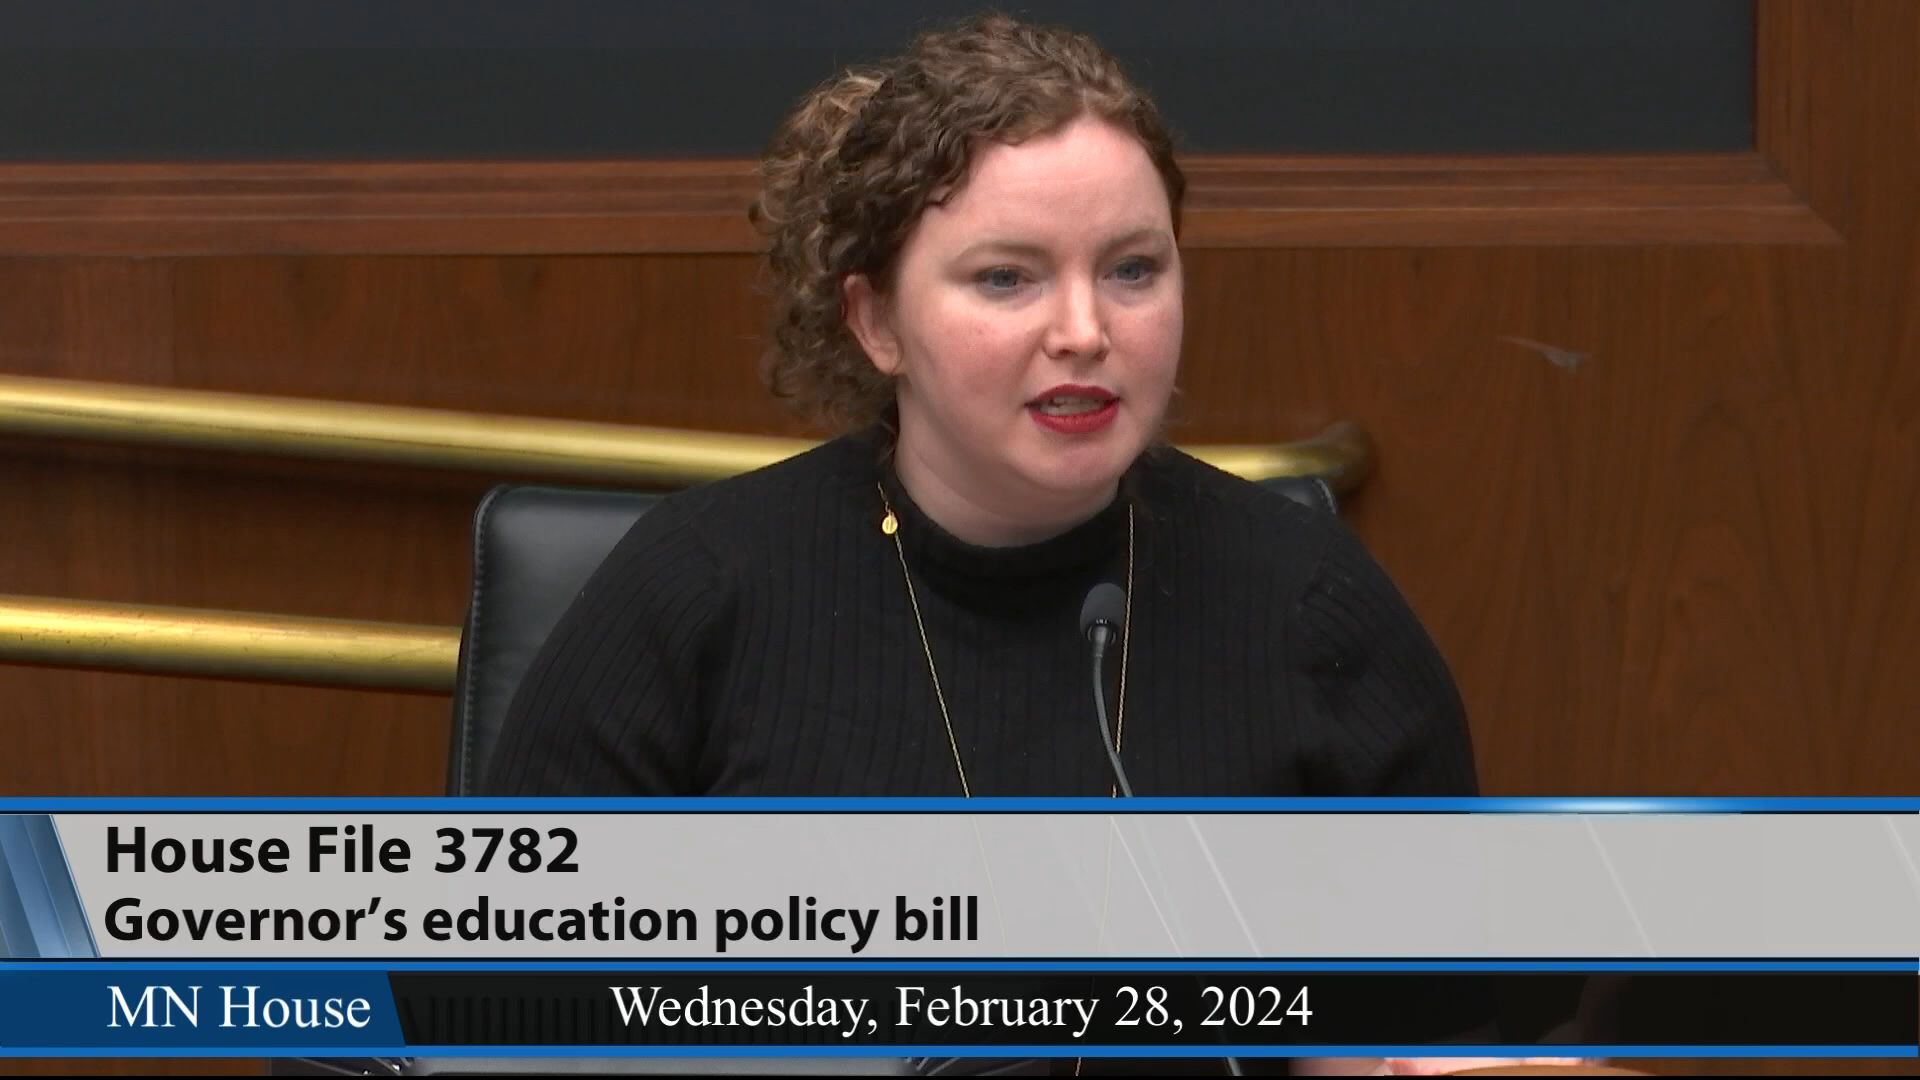 House File 3782
Governor’s education policy bill
MN House
Wednesday, February 28, 2024